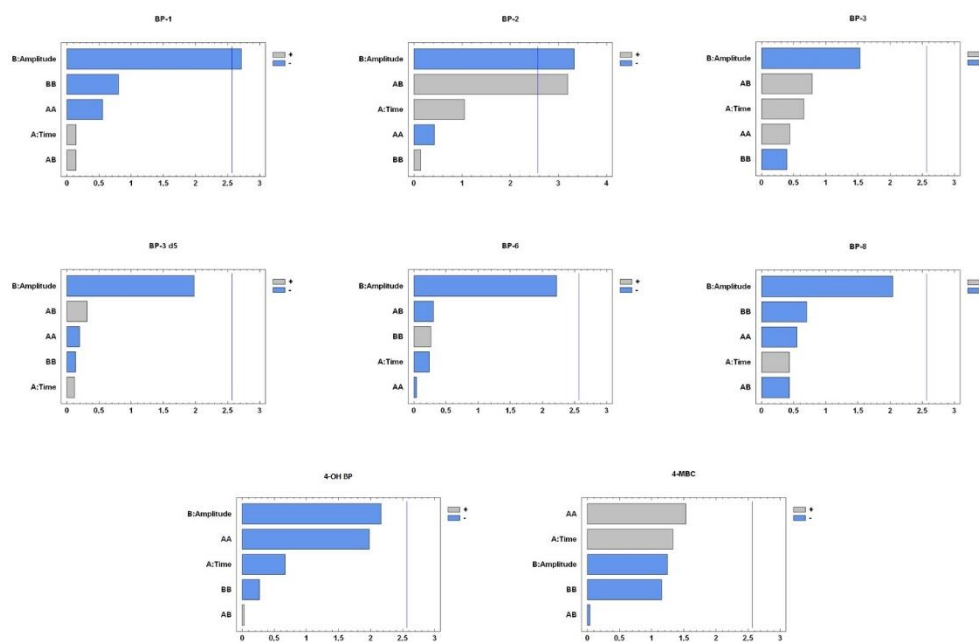 BP-1
B:Amplitude
BB
AA
A:Time
AB
0 0,5 1 1,5 2 2,5 3
+
-
BP-2
B:Amplitude
AB
A:Time
AA
BB
0 1 2 3 4
+
-
BP-3
B:Amplitude
AB
A:Time
AA
BB
0 0,5 1 1,5 2 2,5 3
BP-3 d5
B:Amplitude
AB
AA
BB
A:Time
0 0,5 1 1,5 2 2,5 3
+
-
BP-6
B:Amplitude
AB
BB
A:Time
AA
0 0,5 1 1,5 2 2,5 3
+
-
BP-8
B:Amplitude
BB
AA
A:Time
AB
0 0,5 1 1,5 2 2,5 3
4-OH BP
B:Amplitude
AA
A:Time
BB
AB
0 0,5 1 1,5 2 2,5 3
+
-
4-MBC
AA
A:Time
B:Amplitude
BB
AB
0 0,5 1 1,5 2 2,5 3
+
-